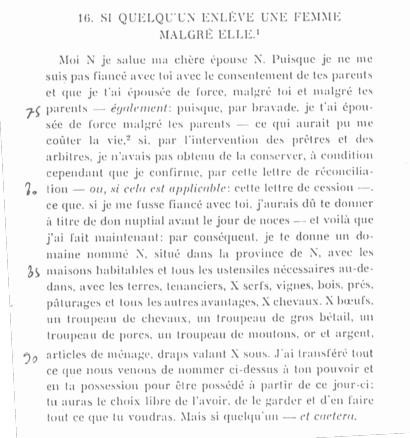 16. SI QUELQU'UN ENLÈVE UNE FEMME
MALGRÉ ELLE.¹
Moi N je salue ma chère épouse N. Puisque je ne me
suis pas fiancé avec toi avec le consentement de tes parents
et que je t'ai épousée de force, malgré toi et malgré tes
75 parents — également: puisque, par bravade, je t'ai épou-
sée de force malgré tes parents — ce qui aurait pu me
coûter la vie,² si, par l'intervention des prêtres et des
arbitres, je n'avais pas obtenu de la conserver, à condition
cependant que je confirme, par cette lettre de réconcilia-
tion — ou, si cela est applicable: cette lettre de cession —,
ce que, si je me fusse fiancé avec toi, j'aurais dû te donner
à titre de don nuptial avant le jour de noces — et voilà que
j'ai fait maintenant: par conséquent, je te donne un do-
maine nommé N, situé dans la province de N, avec les
maisons habitables et tous les ustensiles nécessaires au-de-
dans, avec les terres, tenanciers, X serfs, vignes, bois, prés,
pâturages et tous les autres avantages, X chevaux, X bœufs,
un troupeau de chevaux, un troupeau de gros bétail, un
troupeau de porcs, un troupeau de moutons, or et argent,
90 articles de ménage, draps valant X sous. J'ai transféré tout
ce que nous venons de nommer ci-dessus à ton pouvoir et
en ta possession pour être possédé à partir de ce jour-ci:
tu auras le choix libre de l'avoir, de le garder et d'en faire
tout ce que tu voudras. Mais si quelqu'un — et caetera.